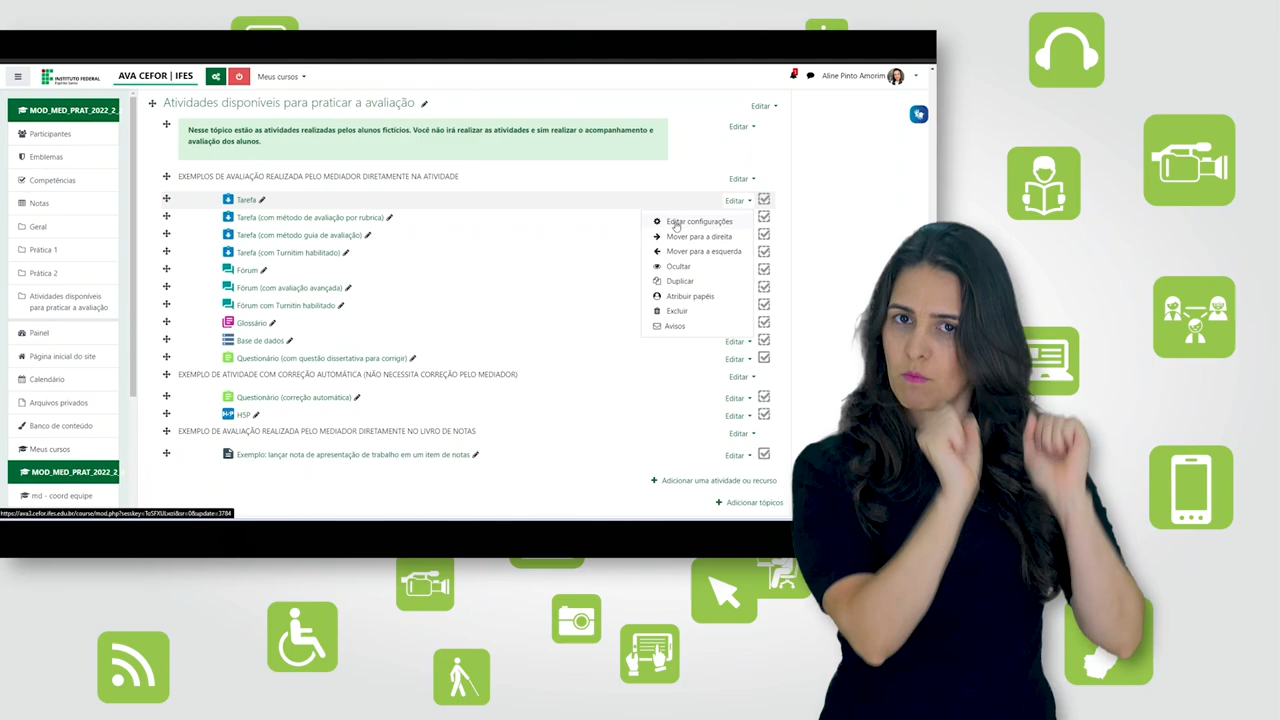 INSTITUTO FEDERAL
Espírito Santo
AVA CEFOR | IFES
Meus cursos
Aline Pinto Amorim
MOD_MED_PRAT_2022_2_
Participantes
Emblemas
Competências
Notas
Geral
Prática 1
Prática 2
Atividades disponíveis
para praticar a avaliação
Painel
Página inicial do site
Calendário
Arquivos privados
Banco de conteúdo
Meus cursos
MOD_MED_PRAT_2022_2_
md - coord equipe
Atividades disponíveis para praticar a avaliação
Editar
Nesse tópico estão as atividades realizadas pelos alunos fictícios. Você não irá realizar as atividades e sim realizar o acompanhamento e
avaliação dos alunos.
Editar
EXEMPLOS DE AVALIAÇÃO REALIZADA PELO MEDIADOR DIRETAMENTE NA ATIVIDADE
Editar
Tarefa
Editar
Tarefa (com método de avaliação por rubrica)
Tarefa (com método guia de avaliação)
Tarefa (com Turnitim habilitado)
Fórum
Fórum (com avaliação avançada)
Fórum com Turnitin habilitado
Glossário
Base de dados
Editar
Questionário (com questão dissertativa para corrigir)
Editar
Editar configurações
Mover para a direita
Mover para a esquerda
Ocultar
Duplicar
Atribuir papéis
Excluir
Avisos
EXEMPLO DE ATIVIDADE COM CORREÇÃO AUTOMÁTICA (NÃO NECESSITA CORREÇÃO PELO MEDIADOR)
Editar
Questionário (correção automática)
Editar
H-P
H5P
Editar
EXEMPLO DE AVALIAÇÃO REALIZADA PELO MEDIADOR DIRETAMENTE NO LIVRO DE NOTAS
Editar
Exemplo: lançar nota de apresentação de trabalho em um item de notas
Editar
Adicionar uma atividade ou recurso
Adicionar tópicos